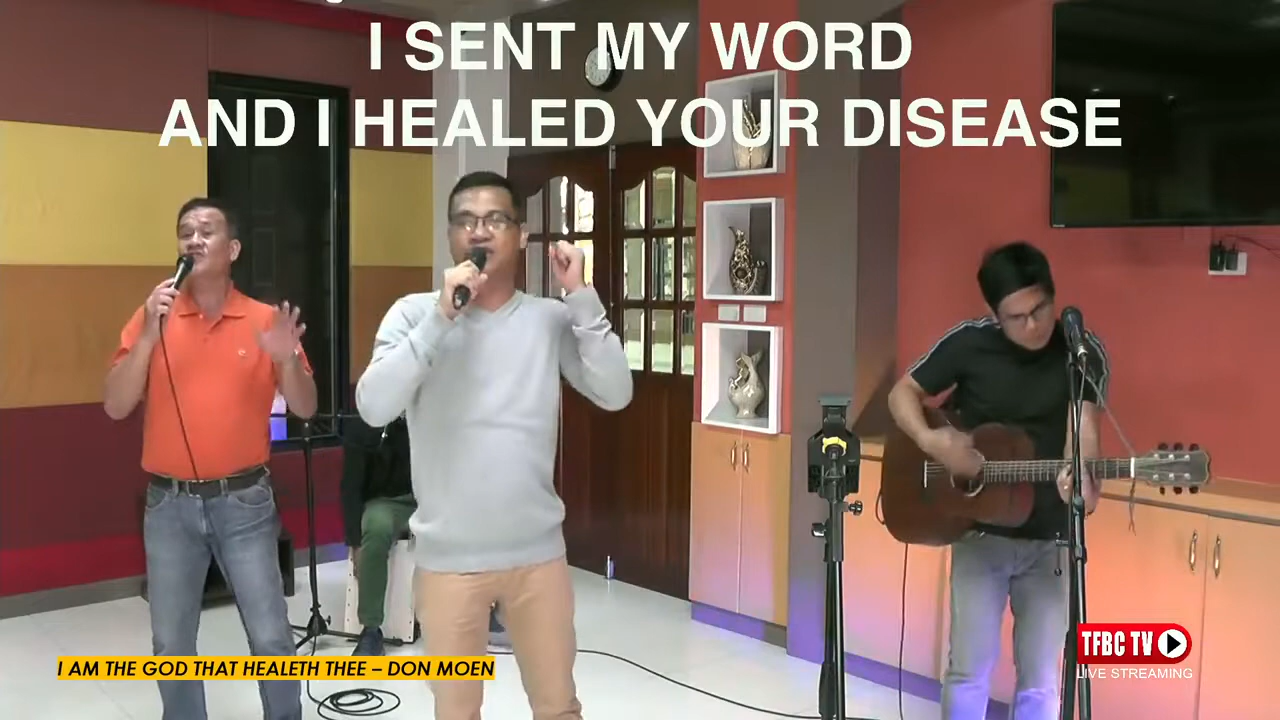 I SENT MY WORD
AND I HEALED YOUR DISEASE
I AM THE GOD THAT HEALETH THEE – DON MOEN
TFBC TV
LIVE STREAMING